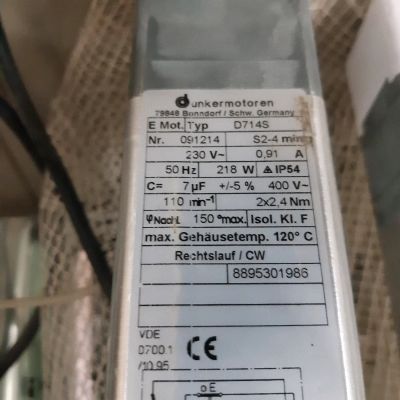 dunkermotoren
79848 Bonndorf / Schw. Germany
E Mot. Typ D714S
Nr. 091214 S2-4 min
230 V~ 0,91 A
50 Hz 218 W IP54
C= 7 µF +/-5 % 400 V~
110 min-1 2x2,4 Nm
φNachl. 150°max. Isol. Kl. F
max. Gehäusetemp. 120° C
Rechtslauf / CW
8895301986
VDE
0700.1
/10.95 CE
E